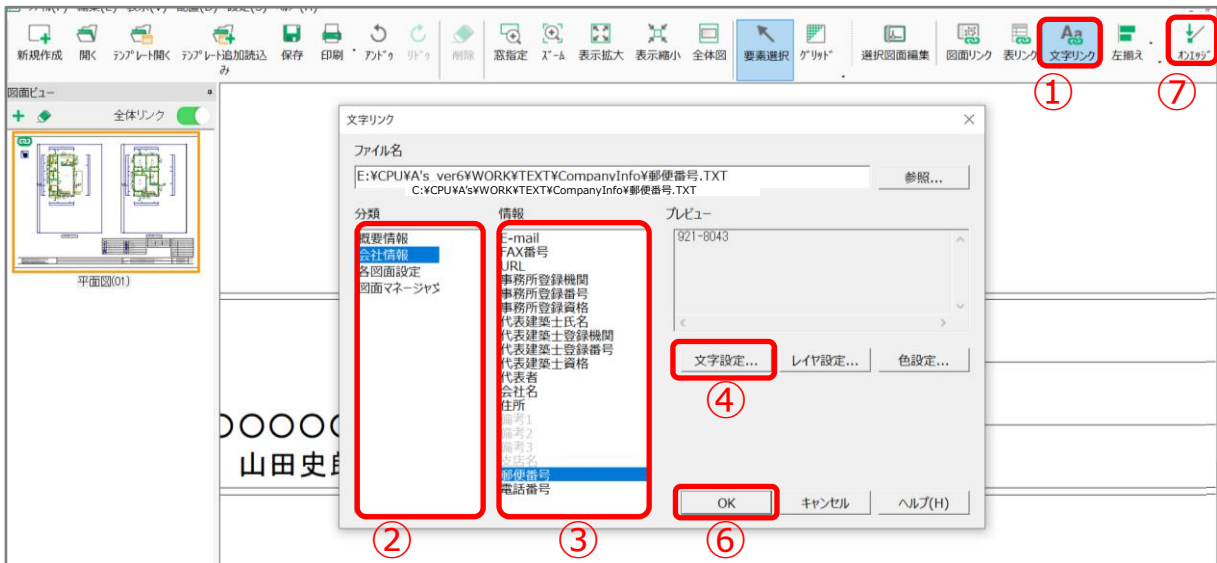 新規作成 開く テンプレート開く テンプレート追加読込み 保存 印刷 アンドゥ リドゥ 削除 窓指定 ズーム 表示拡大 表示縮小 全体図 要素選択 グリッド 選択図面編集 図面リンク 表リンク 文字リンク 左揃え オンエッジ
① ⑦
図面ビュー
全体リンク
平面図(01)
文字リンク
ファイル名
E:¥CPU¥A's_ver6¥WORK¥TEXT¥CompanyInfo¥郵便番号.TXT 参照...
C:¥CPU¥A's¥WORK¥TEXT¥CompanyInfo¥郵便番号.TXT
分類 情報 プレビュー
概要情報
会社情報
各図面設定
図面マネージャ
E-mail
FAX番号
URL
事務所登録機関
事務所登録番号
事務所登録資格
代表建築士氏名
代表建築士登録機関
代表建築士登録番号
代表建築士資格
代表者
会社名
住所
備考1
備考2
備考3
支店名
郵便番号
電話番号
921-8043
文字設定... レイヤ設定... 色設定...
④
OK キャンセル ヘルプ(H)
② ③ ⑥
〇〇〇〇〇
山田史郎